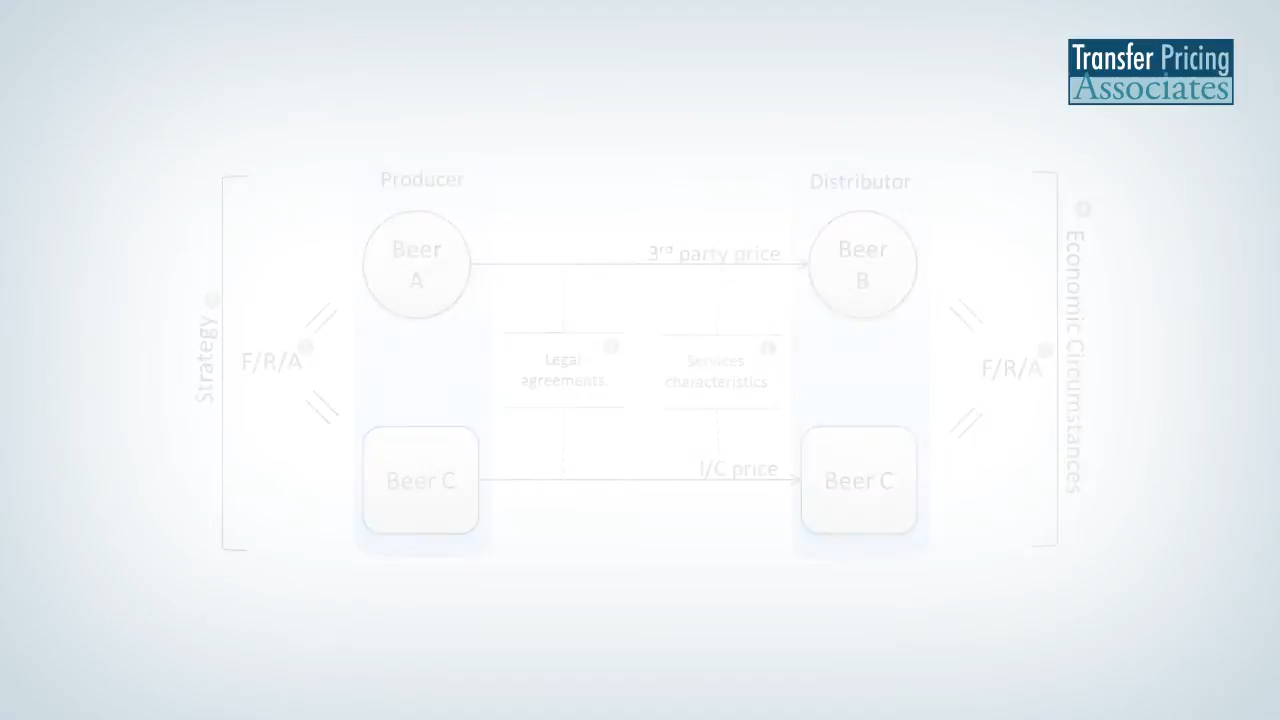 Transfer Pricing
Associates
Producer
Distributor
Beer
A
3rd party price
Beer
B
Strategy
F/R/A
Legal
agreements
Services
characteristics
F/R/A
Economic Circumstances
Beer C
I/C price
Beer C